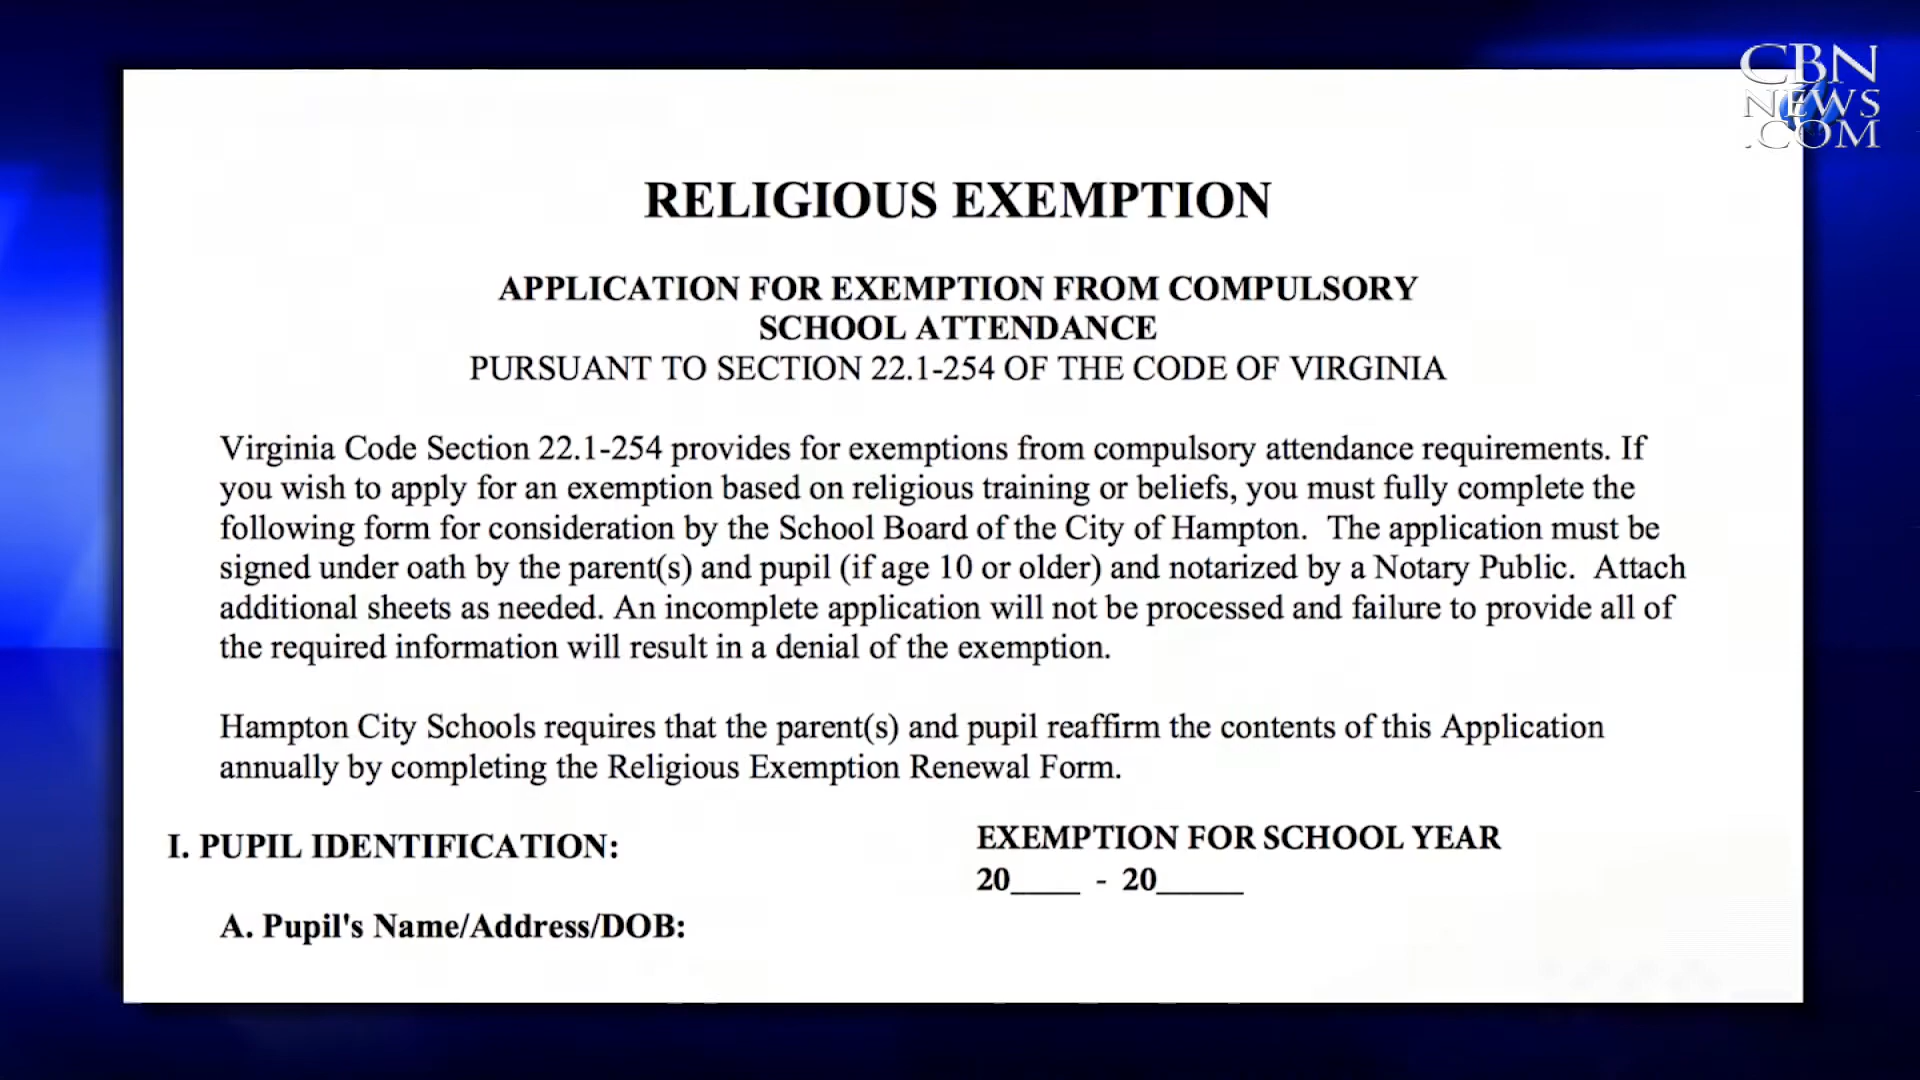 CBN
NEWS
.COM
RELIGIOUS EXEMPTION
APPLICATION FOR EXEMPTION FROM COMPULSORY
SCHOOL ATTENDANCE
PURSUANT TO SECTION 22.1-254 OF THE CODE OF VIRGINIA
Virginia Code Section 22.1-254 provides for exemptions from compulsory attendance requirements. If
you wish to apply for an exemption based on religious training or beliefs, you must fully complete the
following form for consideration by the School Board of the City of Hampton.  The application must be
signed under oath by the parent(s) and pupil (if age 10 or older) and notarized by a Notary Public.  Attach
additional sheets as needed. An incomplete application will not be processed and failure to provide all of
the required information will result in a denial of the exemption.
Hampton City Schools requires that the parent(s) and pupil reaffirm the contents of this Application
annually by completing the Religious Exemption Renewal Form.
I. PUPIL IDENTIFICATION:
EXEMPTION FOR SCHOOL YEAR
20____ - 20_____
A. Pupil's Name/Address/DOB: